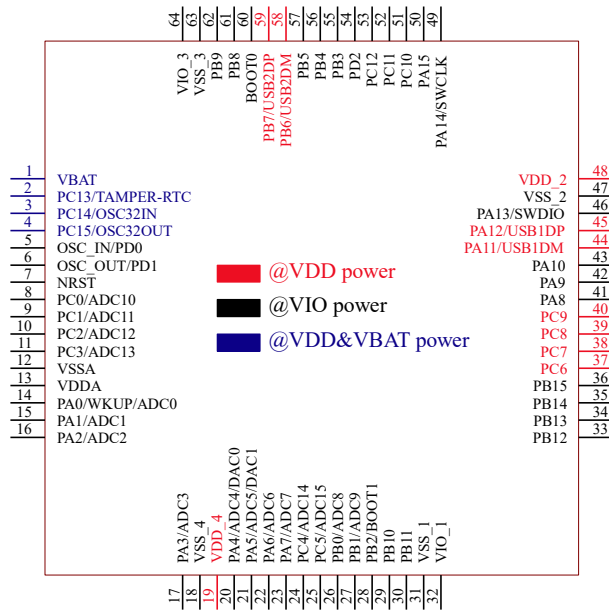 64 63 62 61 60 59 58 57 56 55 54 53 52 51 50 49
VIO_3
VSS_3
PB9
PB8
BOOT0
PB7/USB2DP
PB6/USB2DM
PB5
PB4
PB3
PD2
PC12
PC11
PC10
PA15
PA14/SWCLK
1 VBAT
2 PC13/TAMPER-RTC
3 PC14/OSC32IN
4 PC15/OSC32OUT
5 OSC_IN/PD0
6 OSC_OUT/PD1
7 NRST
8 PC0/ADC10
9 PC1/ADC11
10 PC2/ADC12
11 PC3/ADC13
12 VSSA
13 VDDA
14 PA0/WKUP/ADC0
15 PA1/ADC1
16 PA2/ADC2
@VDD power
@VIO power
@VDD&VBAT power
VDD_2 48
VSS_2 47
PA13/SWDIO 46
PA12/USB1DP 45
PA11/USB1DM 44
PA10 43
PA9 42
PA8 41
PC9 40
PC8 39
PC7 38
PC6 37
PB15 36
PB14 35
PB13 34
PB12 33
PA3/ADC3
VSS_4
VDD_4
PA4/ADC4/DAC0
PA5/ADC5/DAC1
PA6/ADC6
PA7/ADC7
PC4/ADC14
PC5/ADC15
PB0/ADC8
PB1/ADC9
PB2/BOOT1
PB10
PB11
VSS_1
VIO_1
17 18 19 20 21 22 23 24 25 26 27 28 29 30 31 32